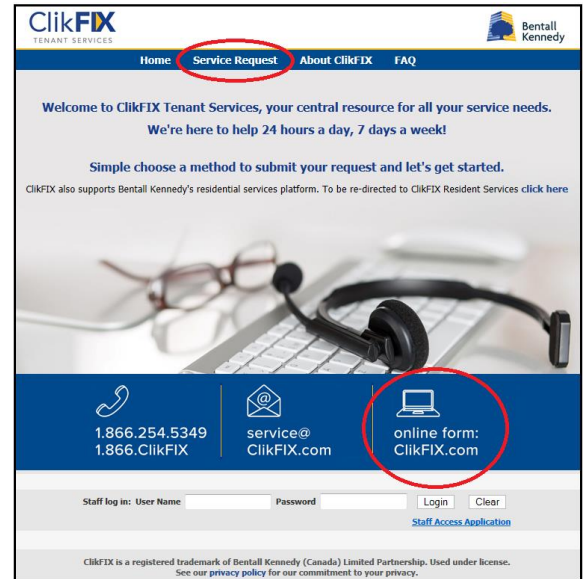 ClikFIX
TENANT SERVICES
Bentall
Kennedy
Home Service Request About ClikFIX FAQ
Welcome to ClikFIX Tenant Services, your central resource for all your service needs.
We're here to help 24 hours a day, 7 days a week!
Simple choose a method to submit your request and let's get started.
ClikFIX also supports Bentall Kennedy's residential services platform. To be re-directed to ClikFIX Resident Services click here
1.866.254.5349
1.866.ClikFIX
@
service@
ClikFIX.com
online form:
ClikFIX.com
Staff log in: User Name Password Login Clear
Staff Access Application
ClikFIX is a registered trademark of Bentall Kennedy (Canada) Limited Partnership. Used under license.
See our privacy policy for our commitment to your privacy.